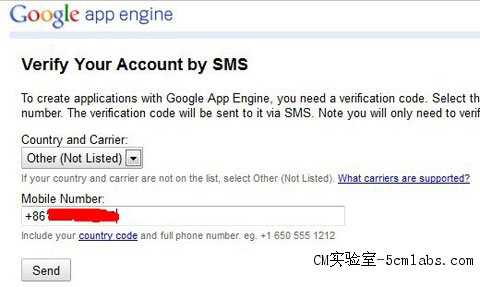 Google app engine
Verify Your Account by SMS
To create applications with Google App Engine, you need a verification code. Select th
number. The verification code will be sent to it via SMS. Note you will only need to verif
Country and Carrier:
Other (Not Listed)
If your country and carrier are not on the list, select Other (Not Listed). What carriers are supported?
Mobile Number:
+86
Include your country code and full phone number. eg. +1 650 555 1212
Send
CM实验室-5cmlabs.com